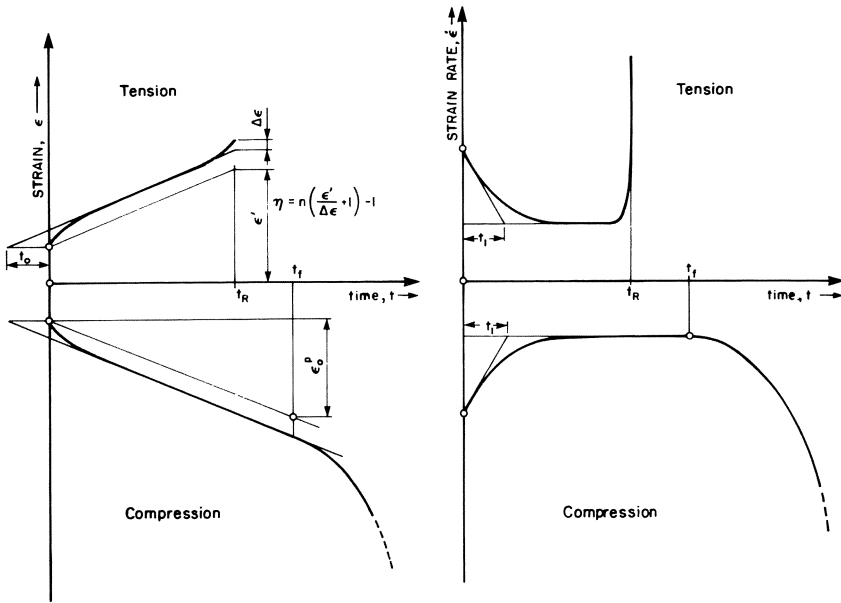 STRAIN, ϵ →
Tension
Δϵ
ϵ'
η = n(ϵ'/Δϵ +1) -1
t₀
t_R
t_f
time, t →
ϵ₀ᵖ
Compression
STRAIN RATE, ϵ̇ →
Tension
t₁
t_R
t_f
time, t →
t₁
Compression